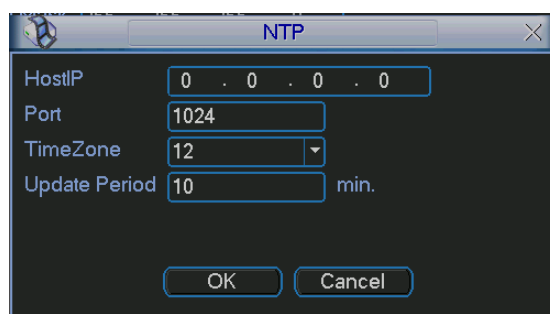 NTP
HostIP 0 . 0 . 0 . 0
Port 1024
TimeZone 12
Update Period 10 min.
OK Cancel